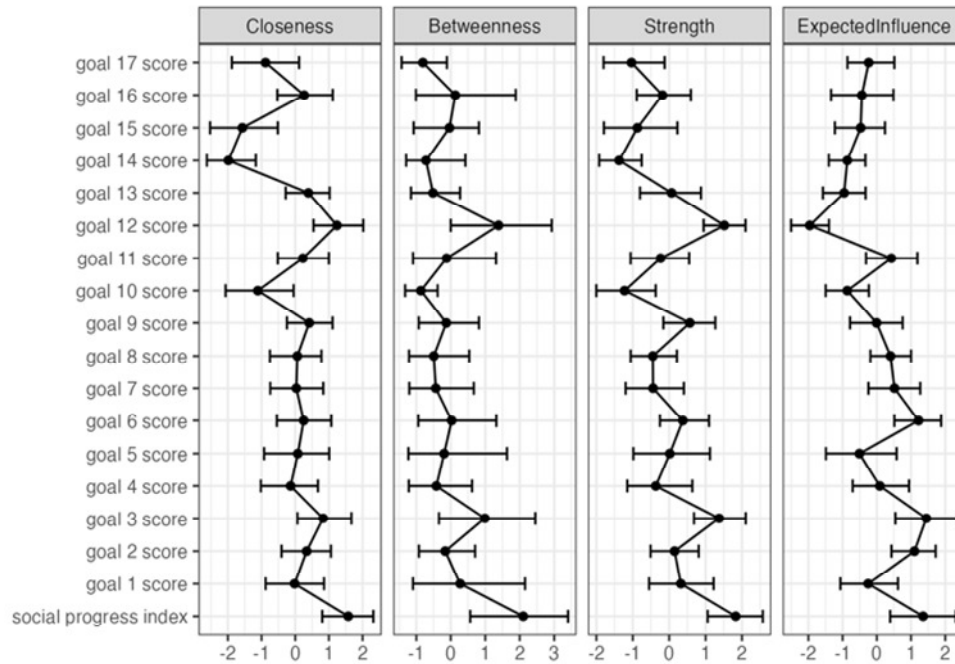 Closeness Betweenness Strength ExpectedInfluence
goal 17 score
goal 16 score
goal 15 score
goal 14 score
goal 13 score
goal 12 score
goal 11 score
goal 10 score
goal 9 score
goal 8 score
goal 7 score
goal 6 score
goal 5 score
goal 4 score
goal 3 score
goal 2 score
goal 1 score
social progress index
-2 -1 0 1 2 -1 0 1 2 3 -2 -1 0 1 2 -2 -1 0 1 2